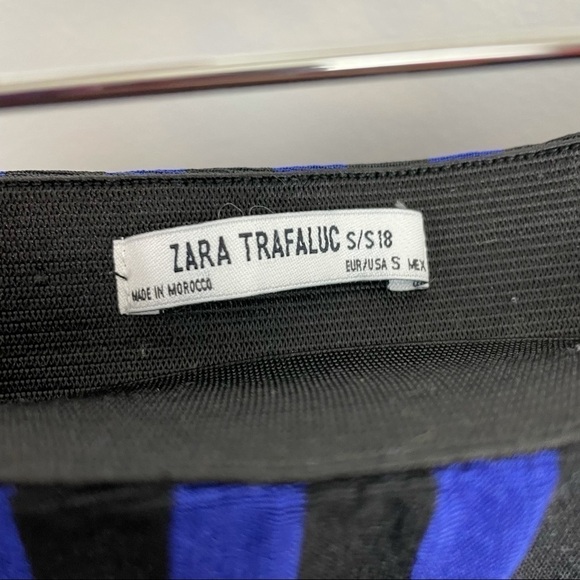 ZARA TRAFALUC S/S18
EUR/USA S MEX
MADE IN MOROCCO